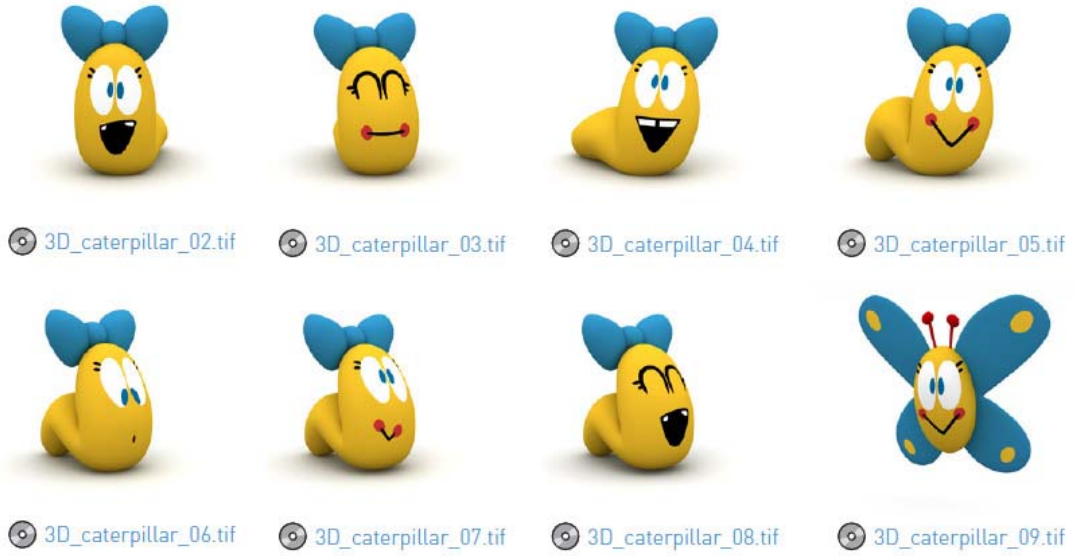 3D_caterpillar_02.tif
3D_caterpillar_03.tif
3D_caterpillar_04.tif
3D_caterpillar_05.tif
3D_caterpillar_06.tif
3D_caterpillar_07.tif
3D_caterpillar_08.tif
3D_caterpillar_09.tif